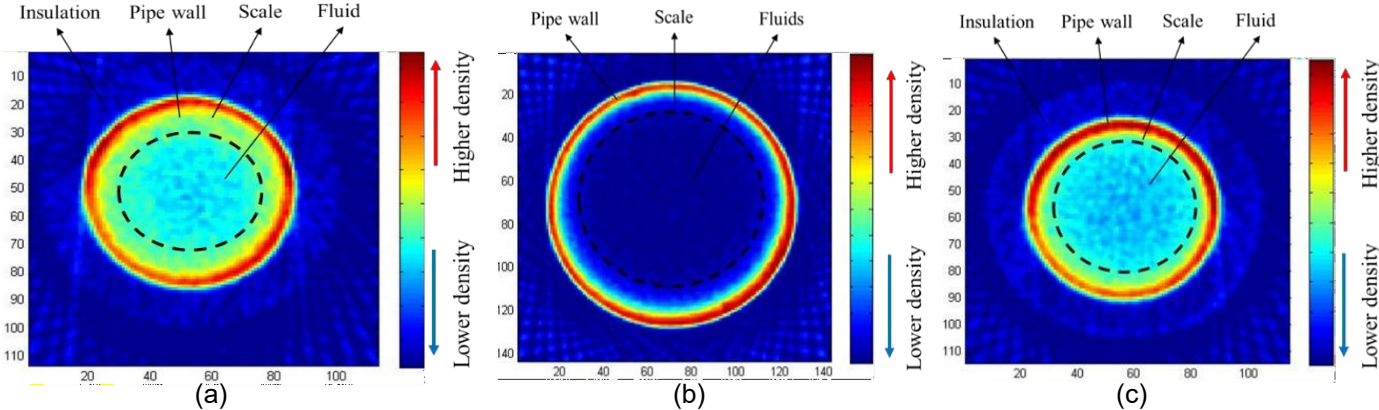 Insulation Pipe wall Scale Fluid
10
20
30
40
50
60
70
80
90
100
110
20 40 60 80 100
Higher density
Lower density
(a)
Pipe wall Scale Fluids
20
40
60
80
100
120
140
20 40 60 80 100 120 140
Higher density
Lower density
(b)
Insulation Pipe wall Scale Fluid
10
20
30
40
50
60
70
80
90
100
110
20 40 60 80 100
Higher density
Lower density
(c)